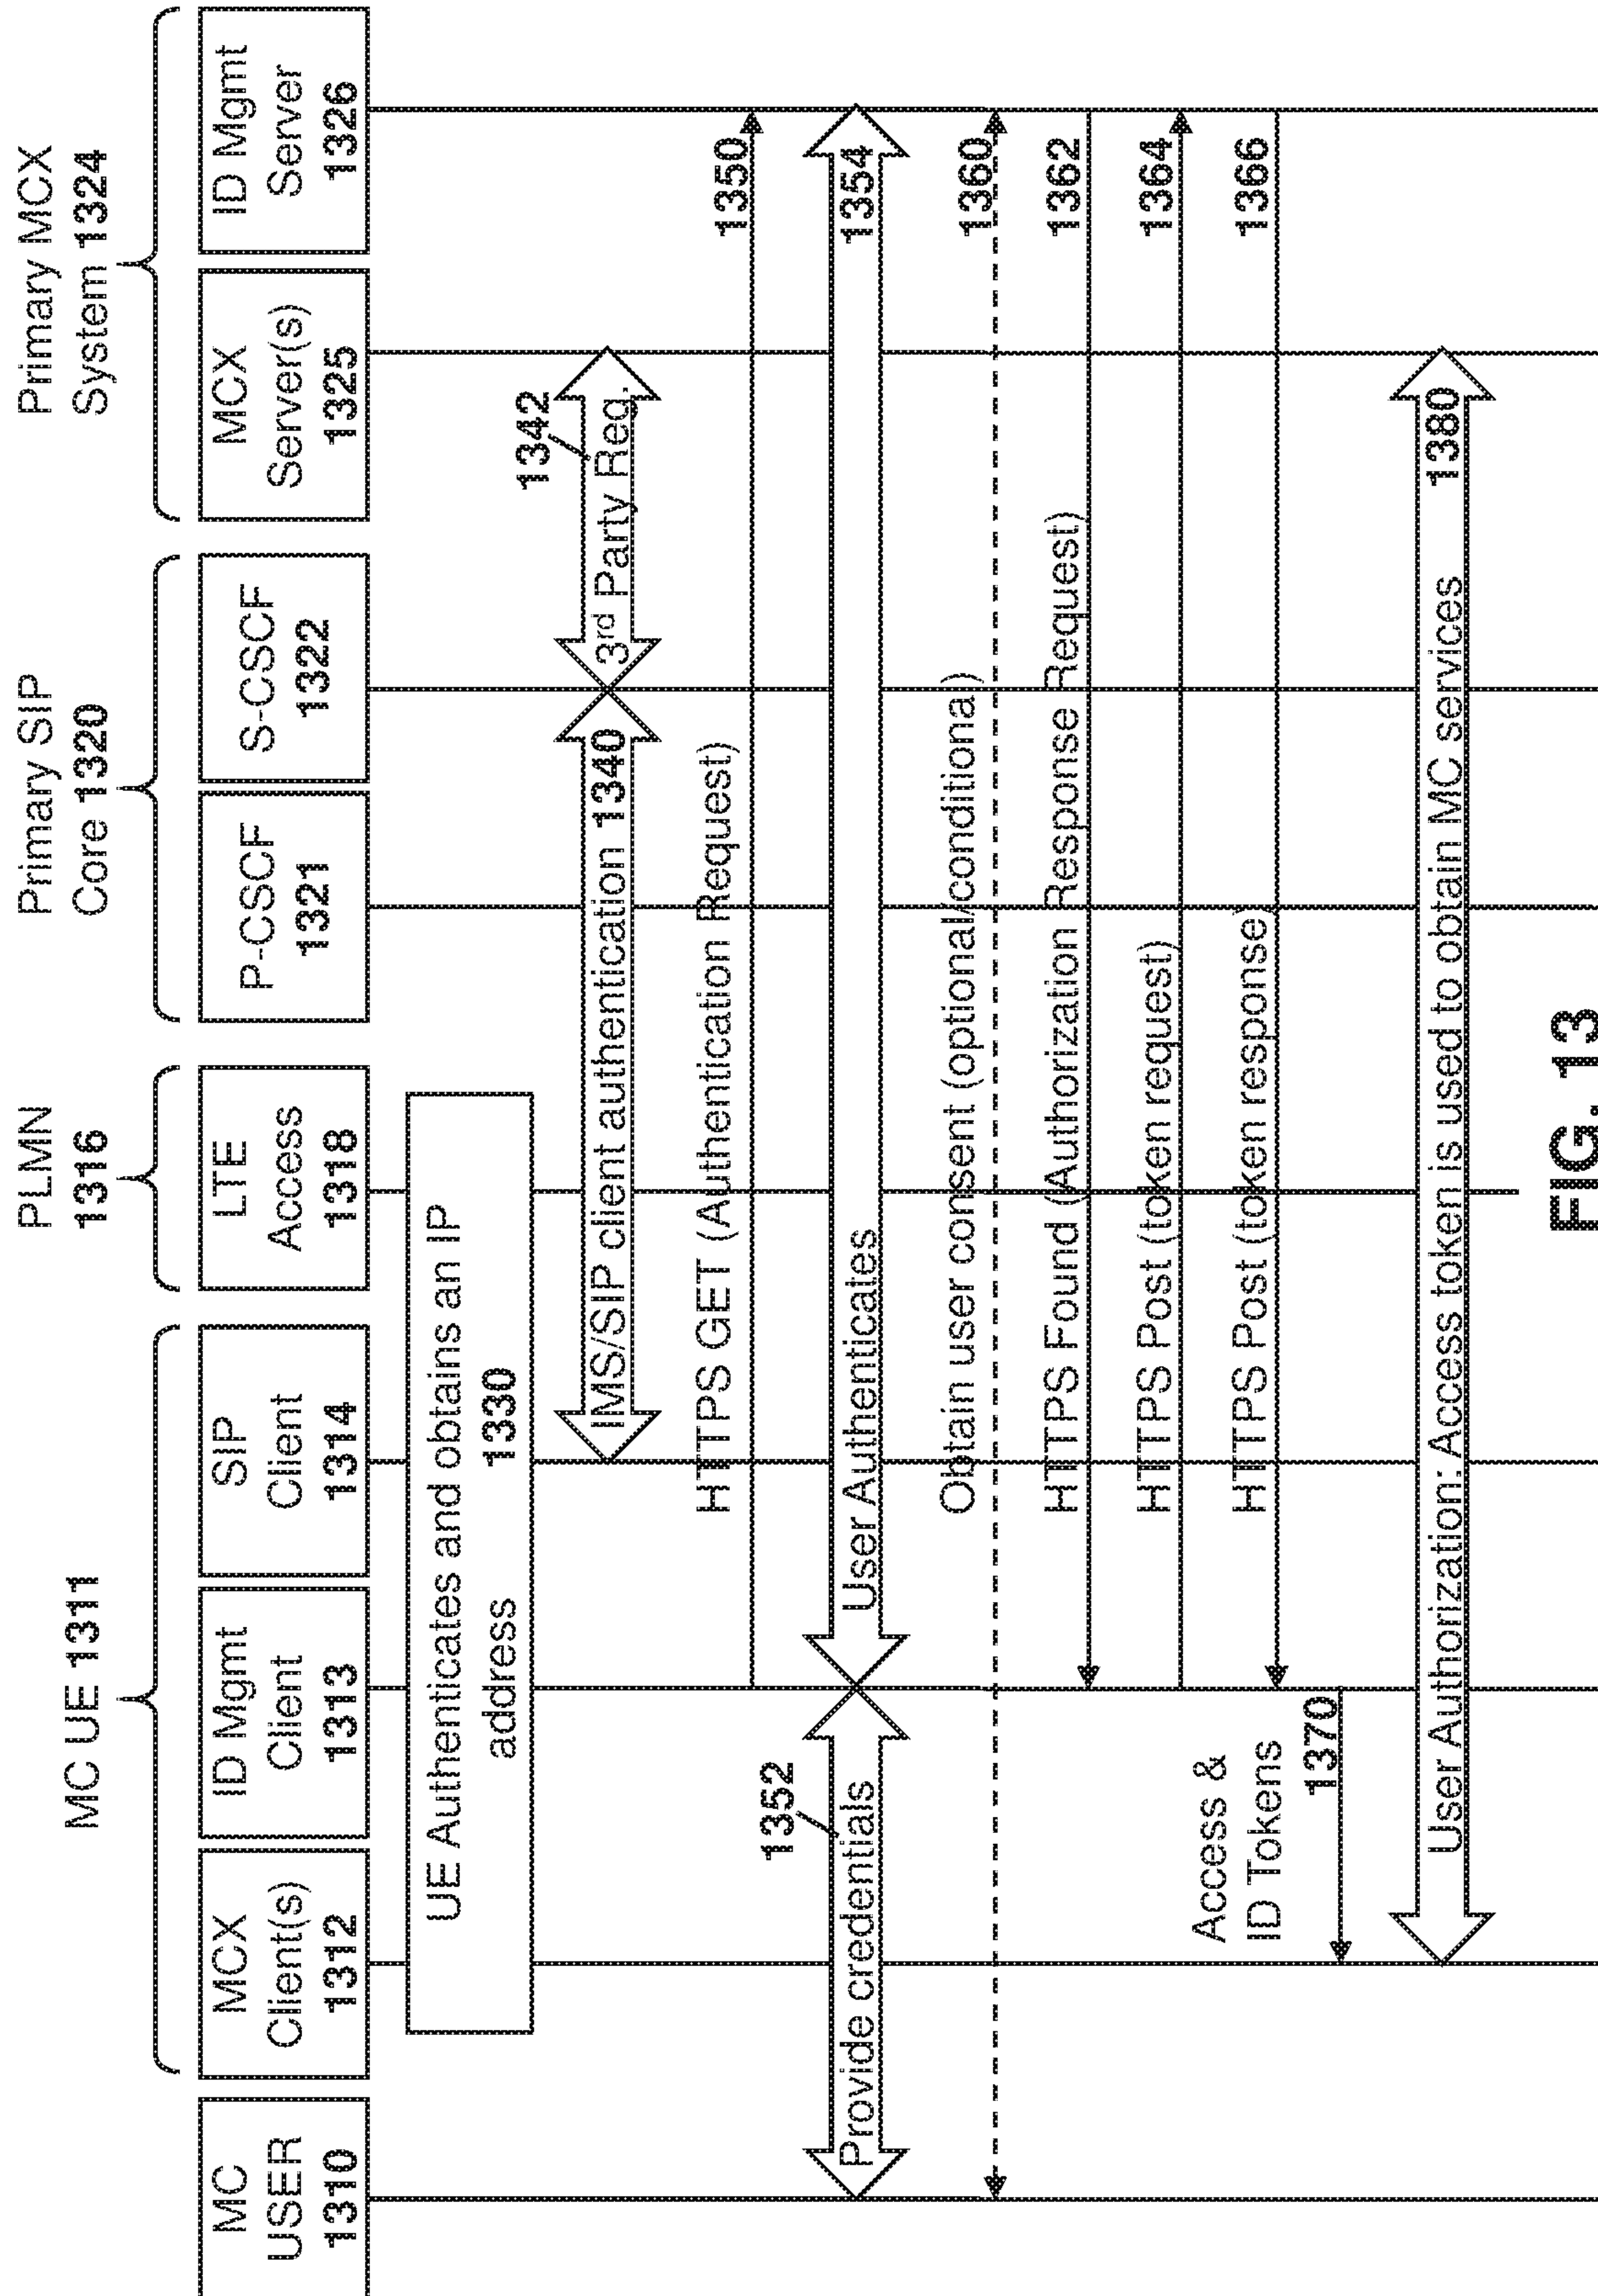 MC UE 1311
PLMN
1316
Primary SIP
Core 1320
Primary MCX
System 1324
MC
USER
1310
MCX
Client(s)
1312
ID Mgmt
Client
1313
SIP
Client
1314
LTE
Access
1318
P-CSCF
1321
S-CSCF
1322
MCX
Server(s)
1325
ID Mgmt
Server
1326
UE Authenticates and obtains an IP
address 1330
1342
IMS/SIP client authentication 1340
3rd Party Reg.
HTTPS GET (Authentication Request)
1350
1352
Provide credentials
User Authenticates
1354
Obtain user consent (optional/conditional)
1360
HTTPS Found (Authorization Response Request)
1362
HTTPS Post (token request)
1364
HTTPS Post (token response)
1366
Access &
ID Tokens
1370
User Authorization: Access token is used to obtain MC services 1380
FIG. 13